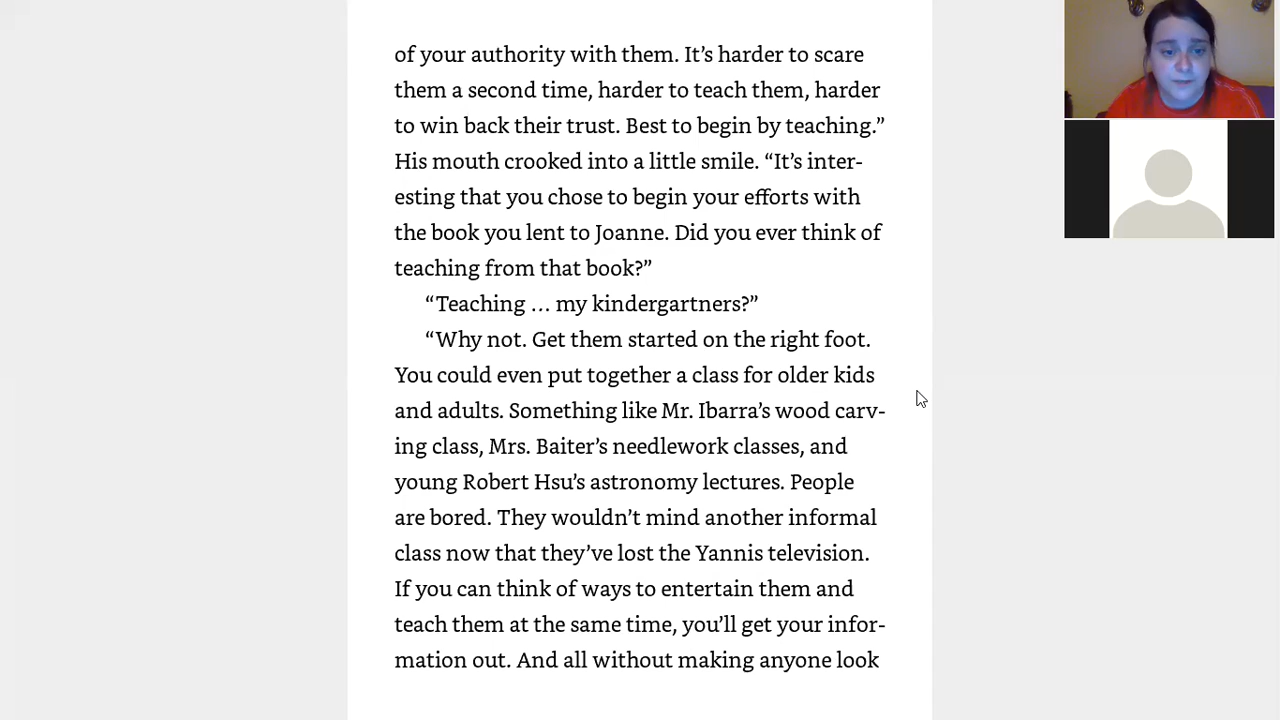 of your authority with them. It’s harder to scare
them a second time, harder to teach them, harder
to win back their trust. Best to begin by teaching.”
His mouth crooked into a little smile. “It’s inter-
esting that you chose to begin your efforts with
the book you lent to Joanne. Did you ever think of
teaching from that book?”
“Teaching … my kindergartners?”
“Why not. Get them started on the right foot.
You could even put together a class for older kids
and adults. Something like Mr. Ibarra’s wood carv-
ing class, Mrs. Baiter’s needlework classes, and
young Robert Hsu’s astronomy lectures. People
are bored. They wouldn’t mind another informal
class now that they’ve lost the Yannis television.
If you can think of ways to entertain them and
teach them at the same time, you’ll get your infor-
mation out. And all without making anyone look